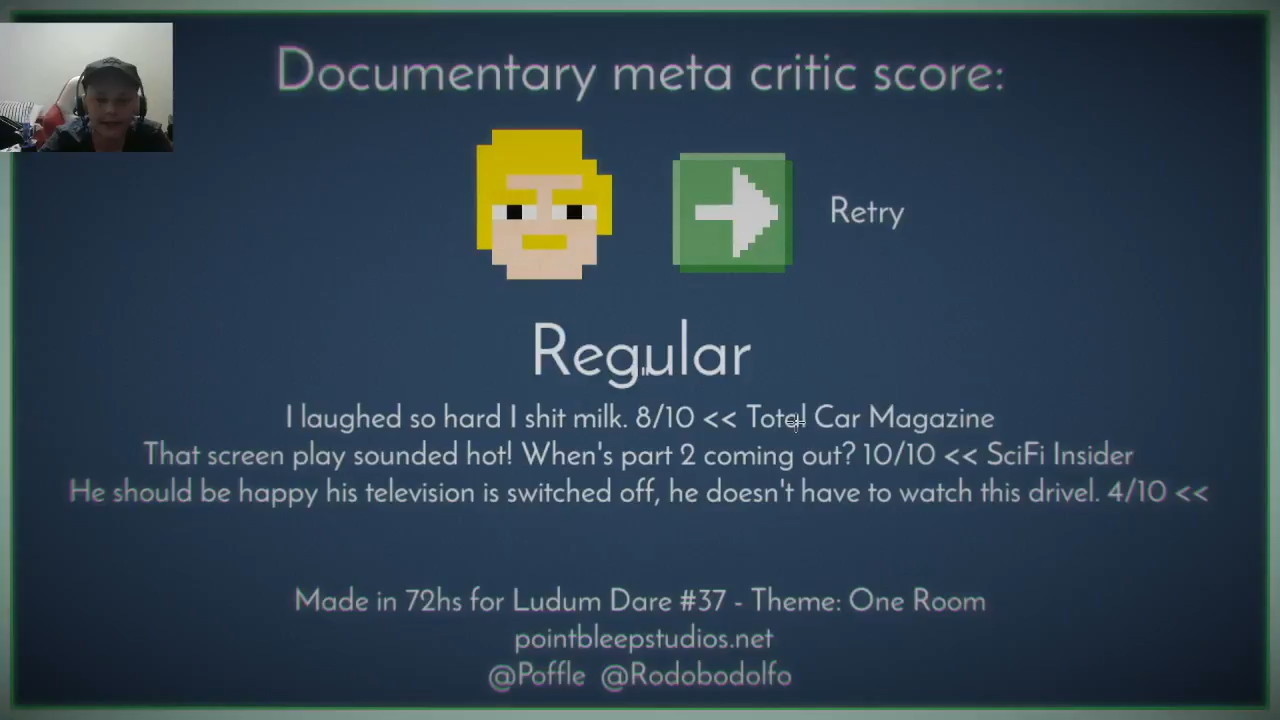 Documentary meta critic score:
Retry
Regular
"
I laughed so hard I shit milk. 8/10 << Total Car Magazine
That screen play sounded hot! When's part 2 coming out? 10/10 << SciFi Insider
He should be happy his television is switched off, he doesn't have to watch this drivel. 4/10 <<
Made in 72hs for Ludum Dare #37 - Theme: One Room
pointbleepstudios.net
@Poffle @Rodobodolfo